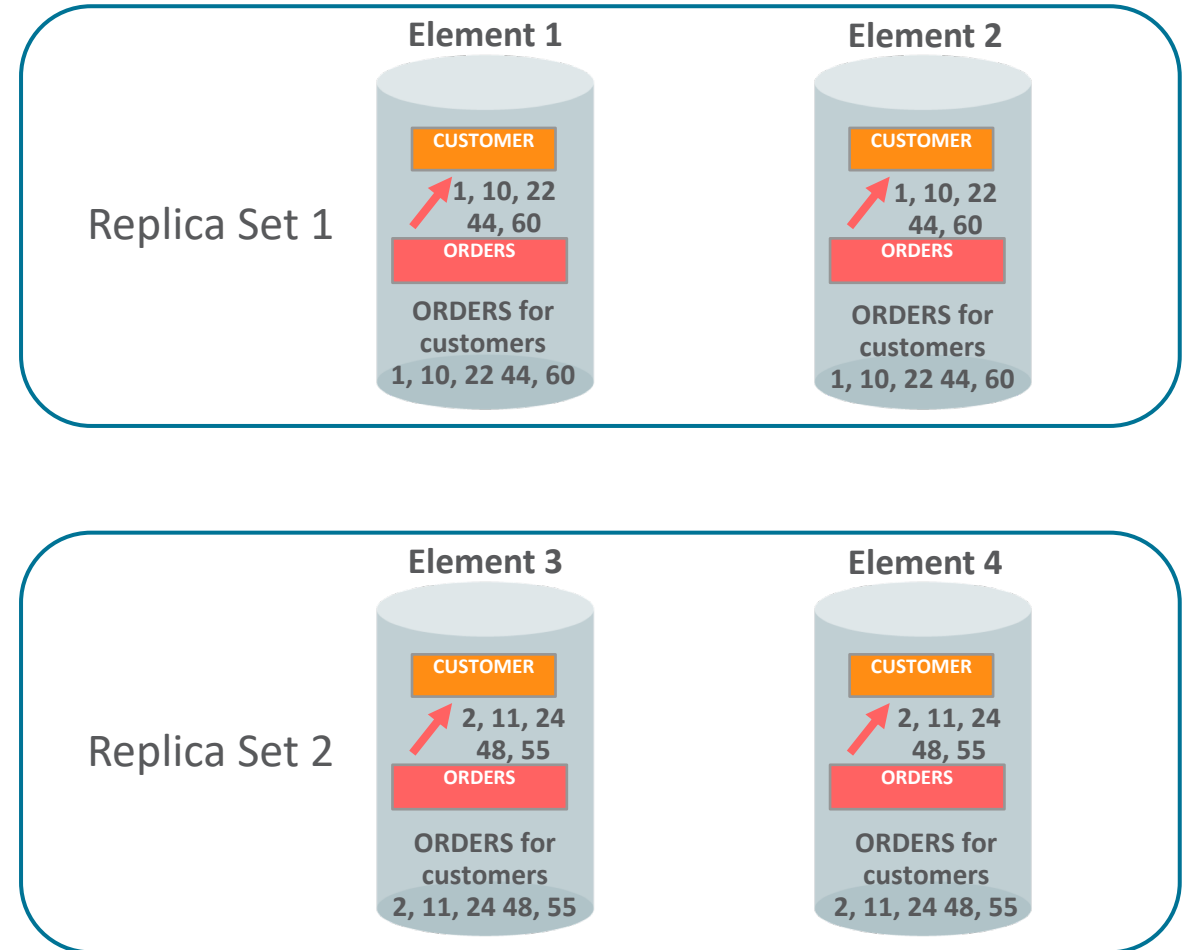 Element 1
Element 2
Replica Set 1
CUSTOMER
1, 10, 22
44, 60
ORDERS
ORDERS for
customers
1, 10, 22 44, 60
CUSTOMER
1, 10, 22
44, 60
ORDERS
ORDERS for
customers
1, 10, 22 44, 60
Element 3
Element 4
Replica Set 2
CUSTOMER
2, 11, 24
48, 55
ORDERS
ORDERS for
customers
2, 11, 24 48, 55
CUSTOMER
2, 11, 24
48, 55
ORDERS
ORDERS for
customers
2, 11, 24 48, 55